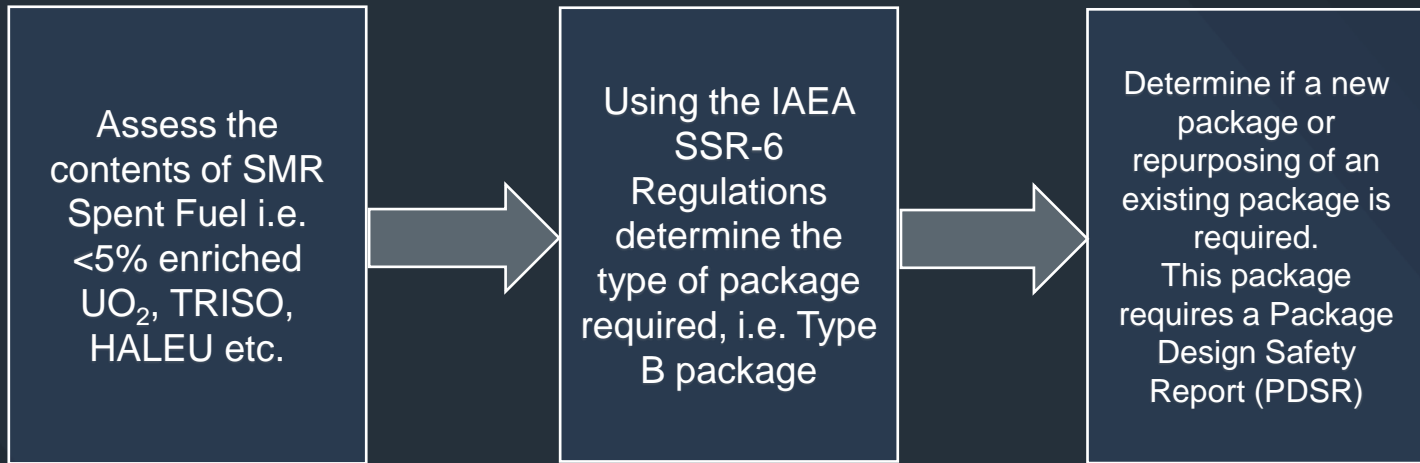 Assess the
contents of SMR
Spent Fuel i.e.
<5% enriched
UO₂, TRISO,
HALEU etc.
Using the IAEA
SSR-6
Regulations
determine the
type of package
required, i.e. Type
B package
Determine if a new
package or
repurposing of an
existing package is
required.
This package
requires a Package
Design Safety
Report (PDSR)